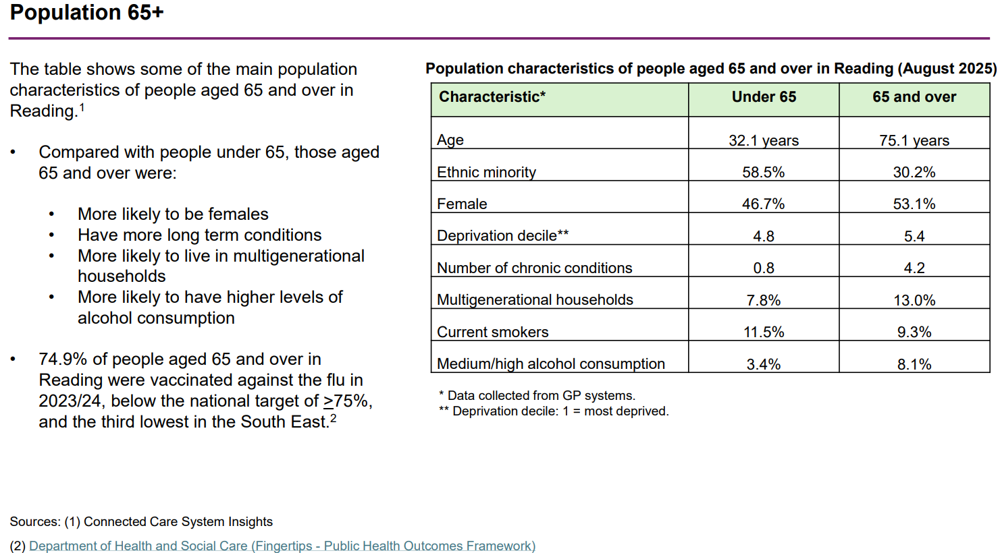 Population 65+
The table shows some of the main population
characteristics of people aged 65 and over in
Reading.1
• Compared with people under 65, those aged
65 and over were:
• More likely to be females
• Have more long term conditions
• More likely to live in multigenerational
households
• More likely to have higher levels of
alcohol consumption
• 74.9% of people aged 65 and over in
Reading were vaccinated against the flu in
2023/24, below the national target of >75%,
and the third lowest in the South East.2
Population characteristics of people aged 65 and over in Reading (August 2025)
Characteristic* Under 65 65 and over
Age 32.1 years 75.1 years
Ethnic minority 58.5% 30.2%
Female 46.7% 53.1%
Deprivation decile** 4.8 5.4
Number of chronic conditions 0.8 4.2
Multigenerational households 7.8% 13.0%
Current smokers 11.5% 9.3%
Medium/high alcohol consumption 3.4% 8.1%
* Data collected from GP systems.
** Deprivation decile: 1 = most deprived.
Sources: (1) Connected Care System Insights
(2) Department of Health and Social Care (Fingertips - Public Health Outcomes Framework)